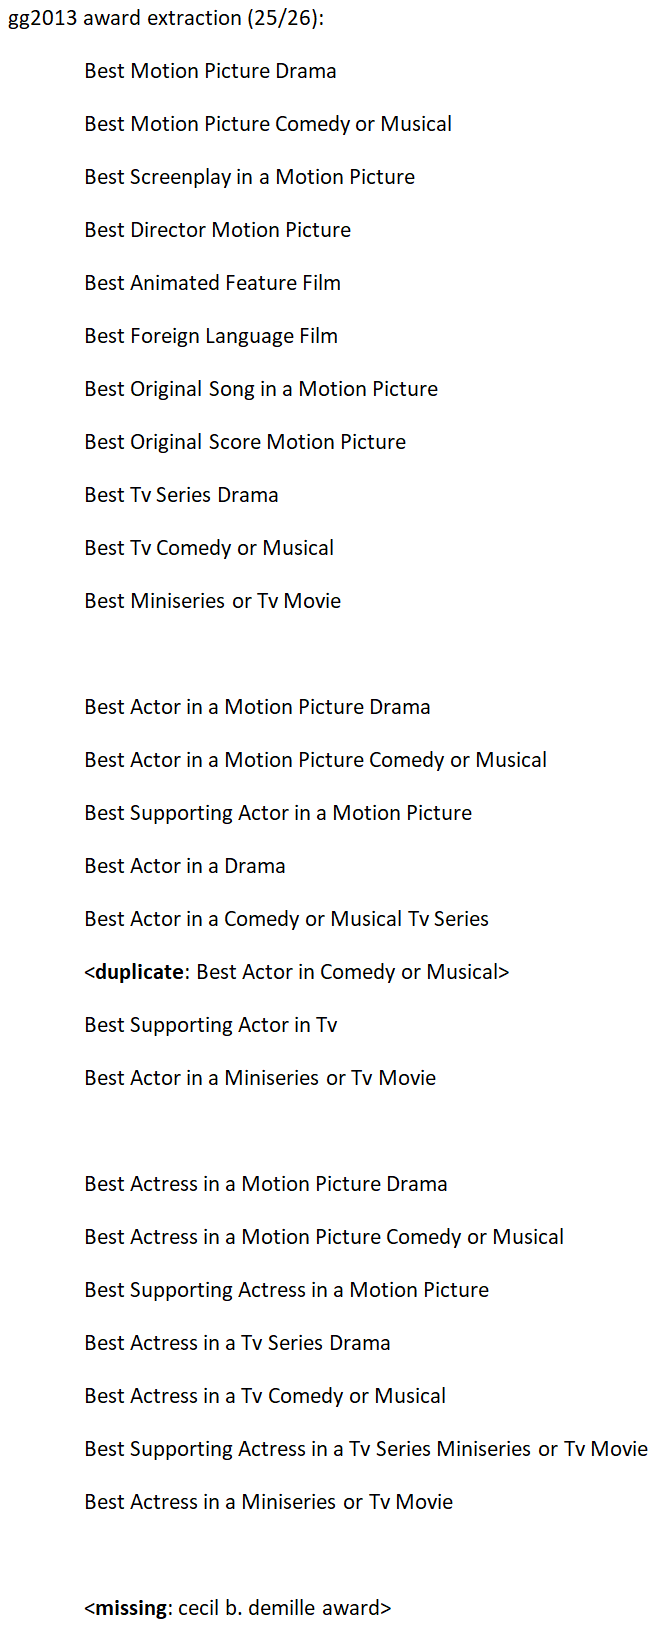 gg2013 award extraction (25/26):
Best Motion Picture Drama
Best Motion Picture Comedy or Musical
Best Screenplay in a Motion Picture
Best Director Motion Picture
Best Animated Feature Film
Best Foreign Language Film
Best Original Song in a Motion Picture
Best Original Score Motion Picture
Best Tv Series Drama
Best Tv Comedy or Musical
Best Miniseries or Tv Movie
Best Actor in a Motion Picture Drama
Best Actor in a Motion Picture Comedy or Musical
Best Supporting Actor in a Motion Picture
Best Actor in a Drama
Best Actor in a Comedy or Musical Tv Series
<duplicate: Best Actor in Comedy or Musical>
Best Supporting Actor in Tv
Best Actor in a Miniseries or Tv Movie
Best Actress in a Motion Picture Drama
Best Actress in a Motion Picture Comedy or Musical
Best Supporting Actress in a Motion Picture
Best Actress in a Tv Series Drama
Best Actress in a Tv Comedy or Musical
Best Supporting Actress in a Tv Series Miniseries or Tv Movie
Best Actress in a Miniseries or Tv Movie
<missing: cecil b. demille award>